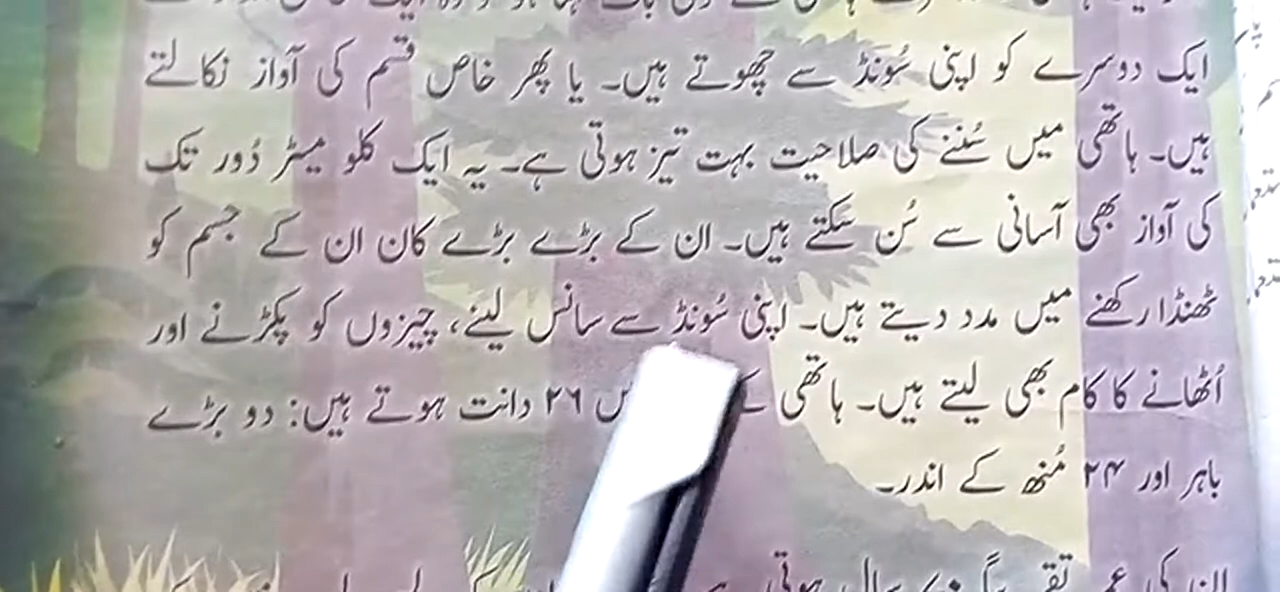 ایک دوسرے کو اپنی سُونڈ سے چھوتے ہیں۔ یا پھر خاص قسم کی آواز نکالتے
ہیں۔ ہاتھی میں سُننے کی صلاحیت بہت تیز ہوتی ہے۔ یہ ایک کلو میٹر دُور تک
کی آواز بھی آسانی سے سُن سَکتے ہیں۔ ان کے بڑے بڑے کان ان کے جسم کو
ٹھنڈا رکھنے میں مدد دیتے ہیں۔ اپنی سُونڈ سے سانس لینے، چیزوں کو پکڑنے اور
اُٹھانے کا کام بھی لیتے ہیں۔ ہاتھی ۲۶ دانت ہوتے ہیں: دو بڑے
باہر اور ۲۴ مُنھ کے اندر۔
سال ہوتی